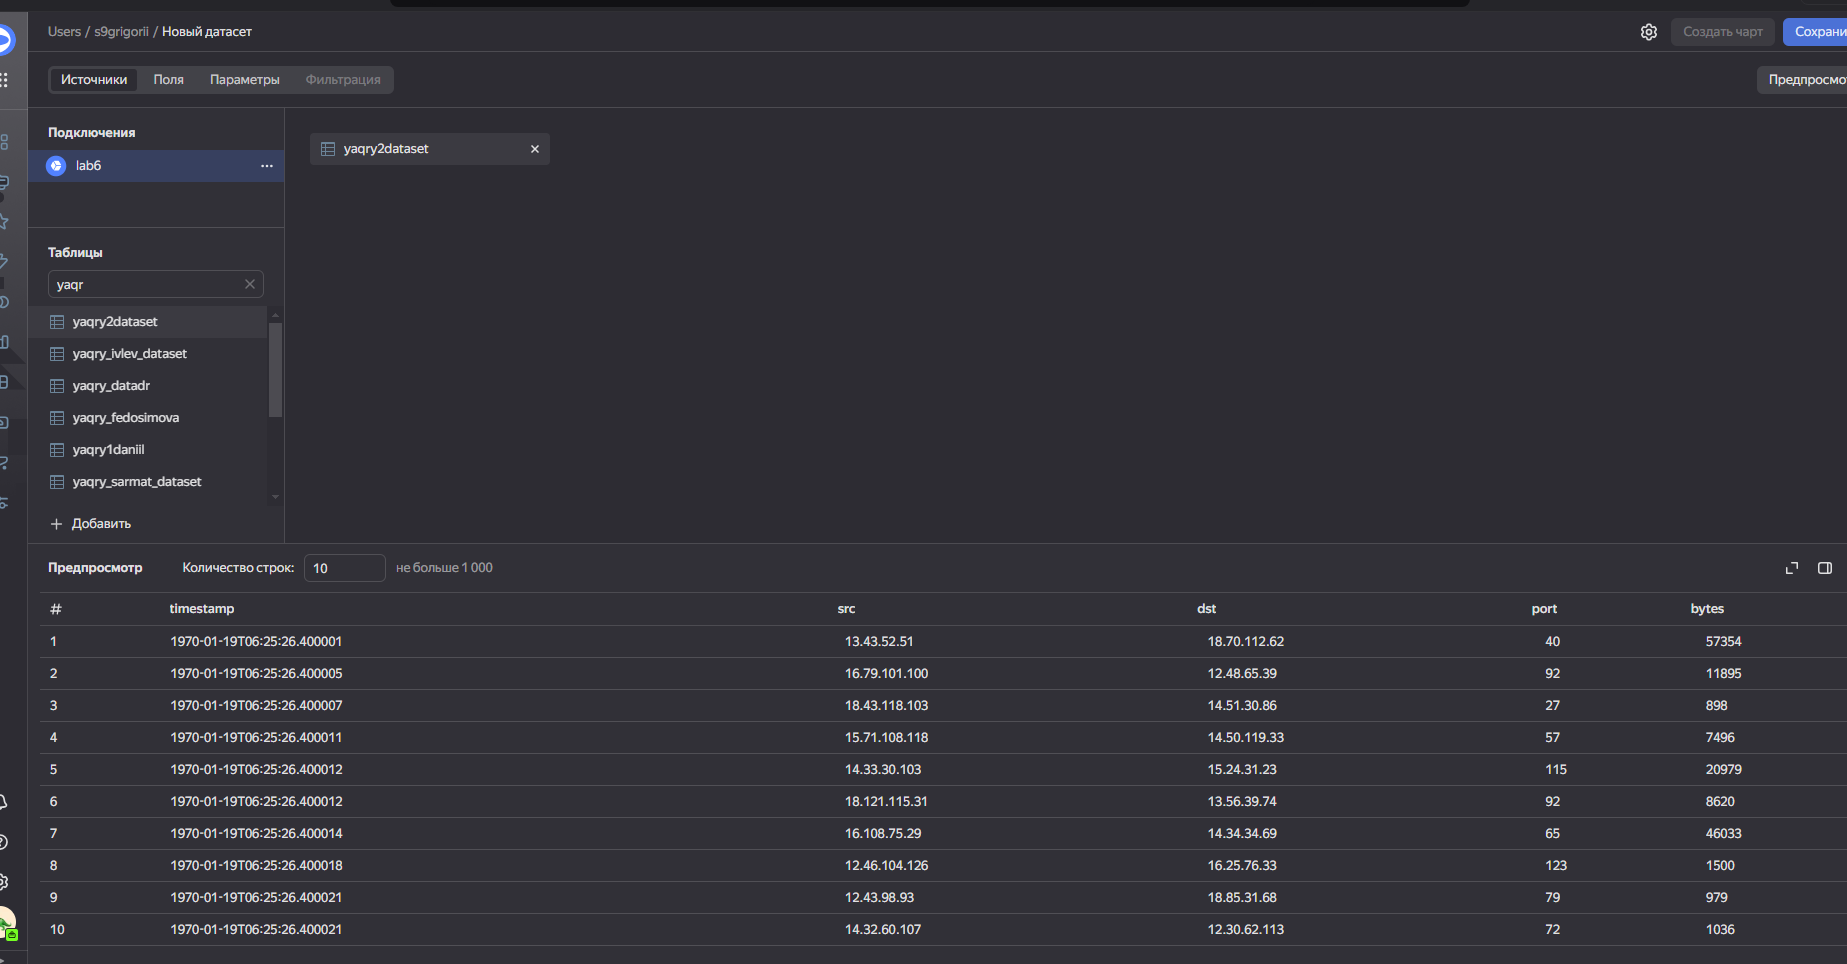 Users / s9grigorii / Новый датасет
Создать чарт
Источники Поля Параметры Фильтрация
Подключения
lab6
yaqry2dataset
Таблицы
yaqr
yaqry2dataset
yaqry_ivlev_dataset
yaqry_datadr
yaqry_fedosimova
yaqry1daniil
yaqry_sarmat_dataset
Добавить
Предпросмотр Количество строк: 10 не больше 1 000
# timestamp src dst port bytes
1 1970-01-19T06:25:26.400001 13.43.52.51 18.70.112.62 40 57354
2 1970-01-19T06:25:26.400005 16.79.101.100 12.48.65.39 92 11895
3 1970-01-19T06:25:26.400007 18.43.118.103 14.51.30.86 27 898
4 1970-01-19T06:25:26.400011 15.71.108.118 14.50.119.33 57 7496
5 1970-01-19T06:25:26.400012 14.33.30.103 15.24.31.23 115 20979
6 1970-01-19T06:25:26.400012 18.121.115.31 13.56.39.74 92 8620
7 1970-01-19T06:25:26.400014 16.108.75.29 14.34.34.69 65 46033
8 1970-01-19T06:25:26.400018 12.46.104.126 16.25.76.33 123 1500
9 1970-01-19T06:25:26.400021 12.43.98.93 18.85.31.68 79 979
10 1970-01-19T06:25:26.400021 14.32.60.107 12.30.62.113 72 1036